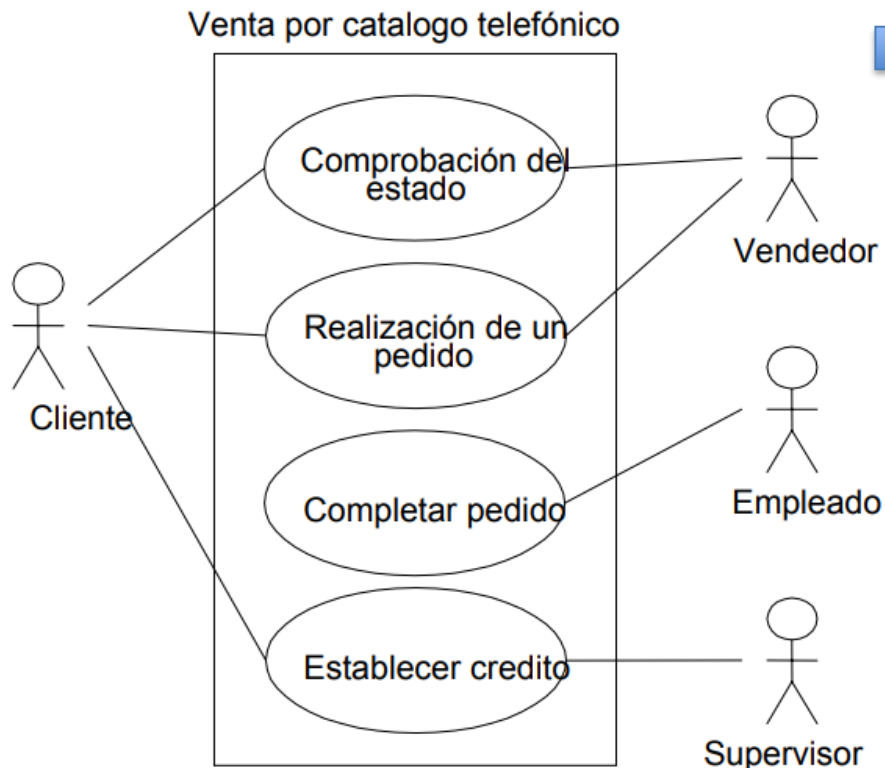 Venta por catalogo telefónico
Comprobación del
estado
Vendedor
Realización de un
pedido
Cliente
Completar pedido
Empleado
Establecer credito
Supervisor